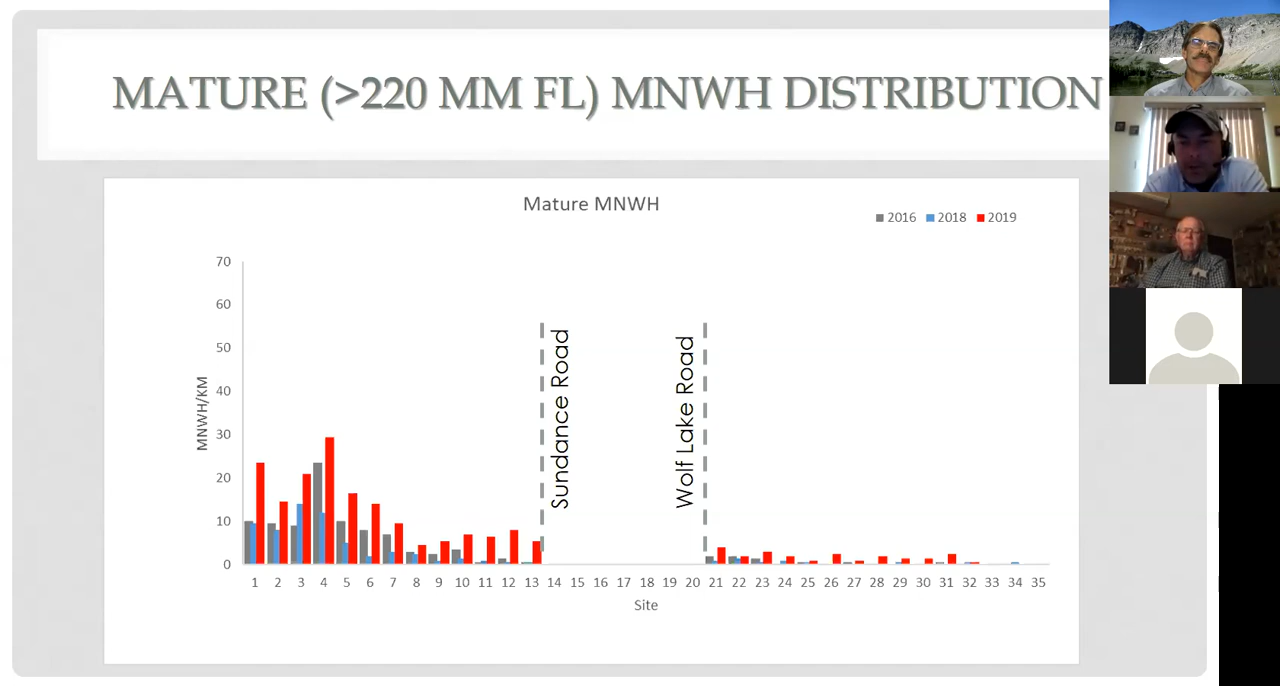 MATURE (>220 MM FL) MNWH DISTRIBUTION
Mature MNWH
2016 2018 2019
70
60
50
40
30
20
10
0
MNWH/KM
Sundance Road
Wolf Lake Road
1 2 3 4 5 6 7 8 9 10 11 12 13 14 15 16 17 18 19 20 21 22 23 24 25 26 27 28 29 30 31 32 33 34 35
Site